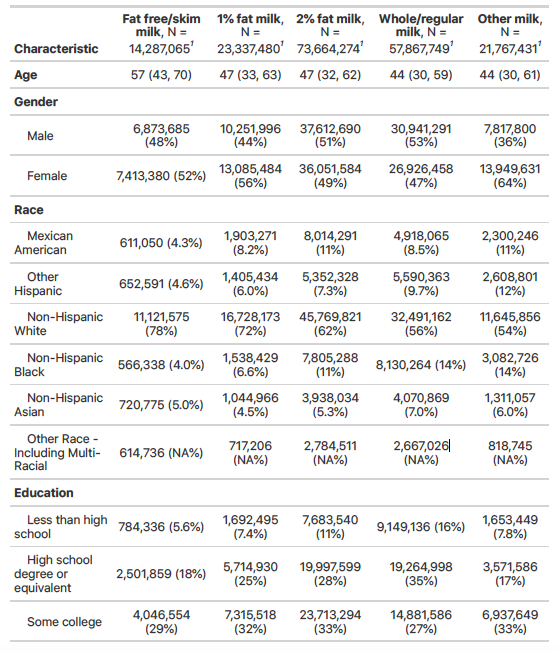 Characteristic Fat free/skim milk, N = 14,287,065¹ 1% fat milk, N = 23,337,480¹ 2% fat milk, N = 73,664,274¹ Whole/regular milk, N = 57,867,749¹ Other milk, N = 21,767,431¹
Age 57 (43, 70) 47 (33, 63) 47 (32, 62) 44 (30, 59) 44 (30, 61)
Gender
Male 6,873,685 (48%) 10,251,996 (44%) 37,612,690 (51%) 30,941,291 (53%) 7,817,800 (36%)
Female 7,413,380 (52%) 13,085,484 (56%) 36,051,584 (49%) 26,926,458 (47%) 13,949,631 (64%)
Race
Mexican American 611,050 (4.3%) 1,903,271 (8.2%) 8,014,291 (11%) 4,918,065 (8.5%) 2,300,246 (11%)
Other Hispanic 652,591 (4.6%) 1,405,434 (6.0%) 5,352,328 (7.3%) 5,590,363 (9.7%) 2,608,801 (12%)
Non-Hispanic White 11,121,575 (78%) 16,728,173 (72%) 45,769,821 (62%) 32,491,162 (56%) 11,645,856 (54%)
Non-Hispanic Black 566,338 (4.0%) 1,538,429 (6.6%) 7,805,288 (11%) 8,130,264 (14%) 3,082,726 (14%)
Non-Hispanic Asian 720,775 (5.0%) 1,044,966 (4.5%) 3,938,034 (5.3%) 4,070,869 (7.0%) 1,311,057 (6.0%)
Other Race - Including Multi-Racial 614,736 (NA%) 717,206 (NA%) 2,784,511 (NA%) 2,667,026 (NA%) 818,745 (NA%)
Education
Less than high school 784,336 (5.6%) 1,692,495 (7.4%) 7,683,540 (11%) 9,149,136 (16%) 1,653,449 (7.8%)
High school degree or equivalent 2,501,859 (18%) 5,714,930 (25%) 19,997,599 (28%) 19,264,998 (35%) 3,571,586 (17%)
Some college 4,046,554 (29%) 7,315,518 (32%) 23,713,294 (33%) 14,881,586 (27%) 6,937,649 (33%)